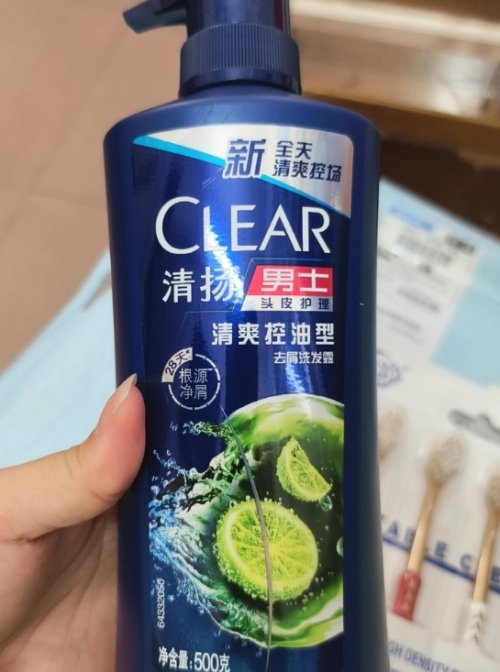 新 全天
清爽控场
CLEAR
清扬 男士
头皮护理
清爽控油型
去屑洗发露
28天+
根源
净屑
64332050
净含量:500克